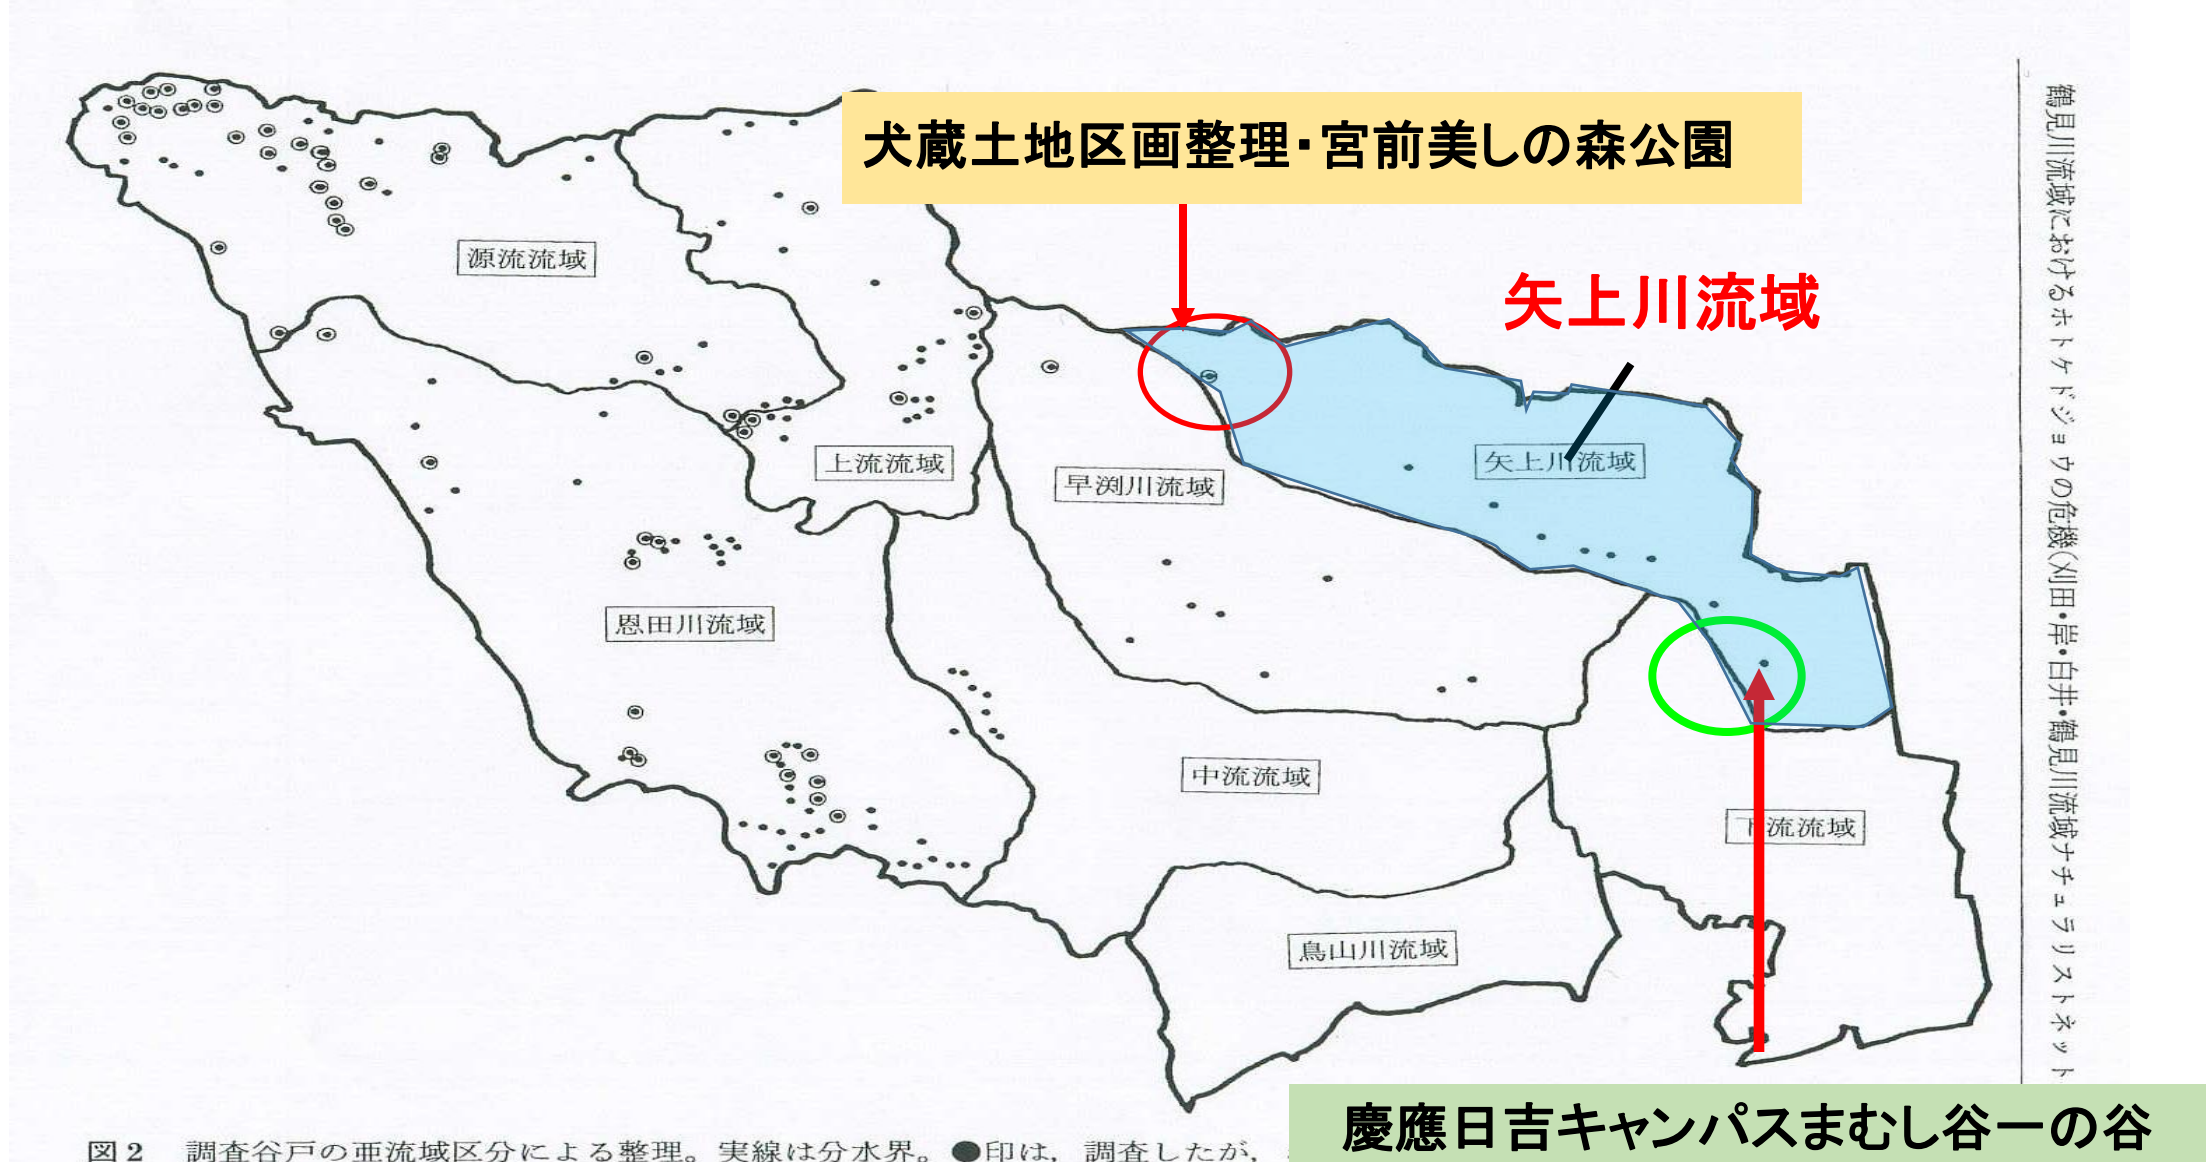 犬蔵土地区画整理・宮前美しの森公園
矢上川流域
源流流域
上流流域
早渕川流域
矢上川流域
恩田川流域
中流流域
下流流域
鳥山川流域
鶴見川流域におけるホトケドジョウの危機(刈田・岸・白井・鶴見川流域ナチュラリストネット
慶應日吉キャンパスまむし谷一の谷
図2 調査谷戸の亜流域区分による整理。実線は分水界。●印は,調査したが,